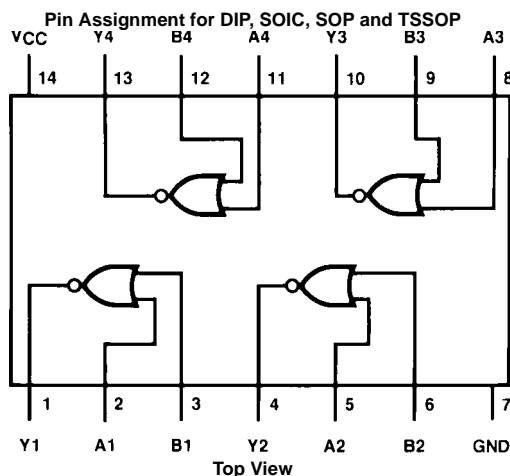 Pin Assignment for DIP, SOIC, SOP and TSSOP
VCC Y4 B4 A4 Y3 B3 A3
14 13 12 11 10 9 8
1 2 3 4 5 6 7
Y1 A1 B1 Y2 A2 B2 GND
Top View